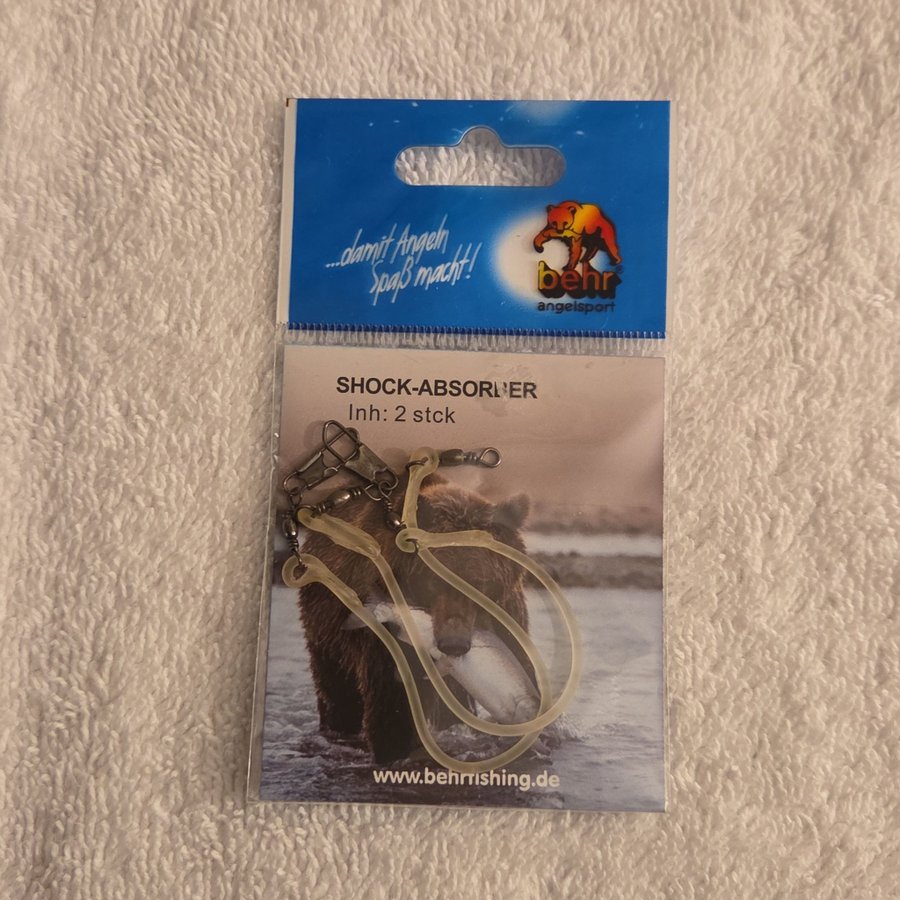 ...damit Angeln
Spaß macht!
behr
angelsport
SHOCK-ABSORBER
Inh: 2 stck
www.behrfishing.de